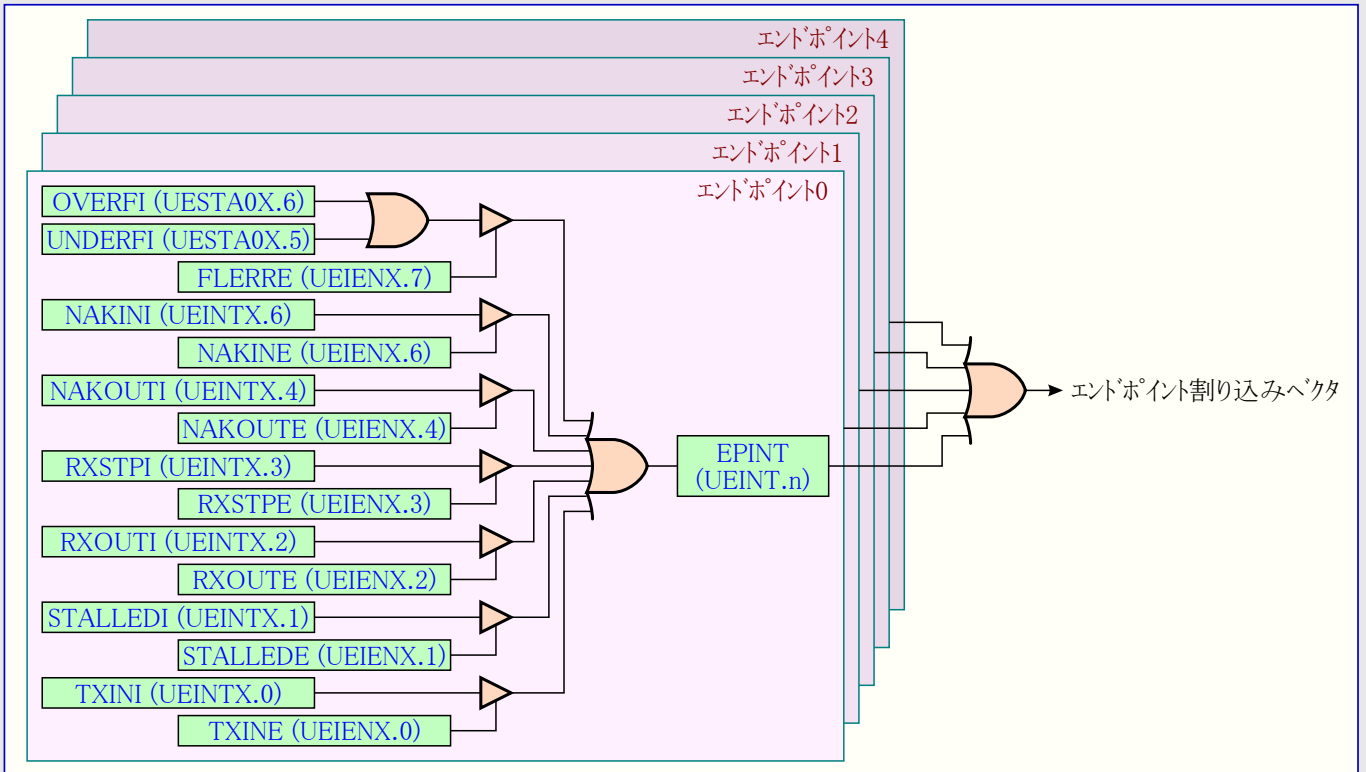 エンドポイント4
エンドポイント3
エンドポイント2
エンドポイント1
エンドポイント0
OVERFI (UESTA0X.6)
UNDERFI (UESTA0X.5)
FLERRE (UEIENX.7)
NAKINI (UEINTX.6)
NAKINE (UEIENX.6)
NAKOUTI (UEINTX.4)
NAKOUTE (UEIENX.4)
RXSTPI (UEINTX.3)
RXSTPE (UEIENX.3)
RXOUTI (UEINTX.2)
RXOUTE (UEIENX.2)
STALLEDI (UEINTX.1)
STALLEDE (UEIENX.1)
TXINI (UEINTX.0)
TXINE (UEIENX.0)
EPINT
(UEINT.n)
エンドポイント割り込みベクタ